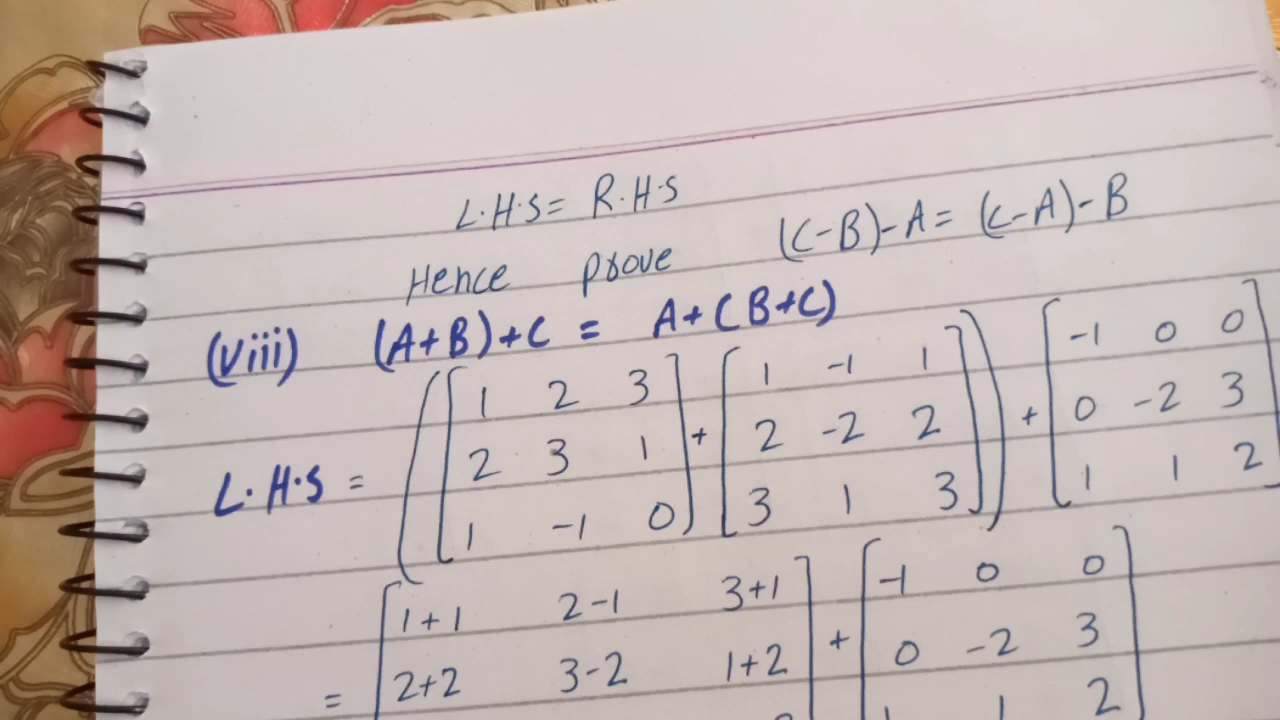 L.H.S = R.H.S
Hence prove (C-B)-A = (C-A)-B
(viii) (A+B)+C = A+(B+C)
L.H.S = ([1 2 3] + [1 -1 1]) + [-1 0 0]
[2 3 1] [2 -2 2] [0 -2 3]
[1 -1 0] [3 1 3] [1 1 2]
= [1+1 2-1 3+1] + [-1 0 0]
[2+2 3-2 1+2] [0 -2 3]
1 1 2